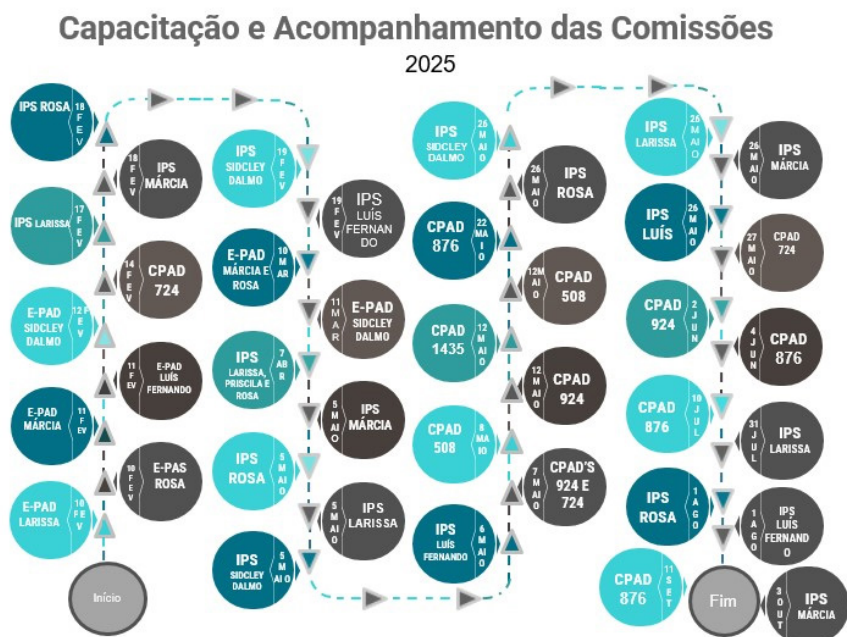 Capacitação e Acompanhamento das Comissões
2025
Início
E-PAD
LARISSA
10
FEV
E-PAS
ROSA
10
FEV
E-PAD
MÁRCIA
11
FEV
E-PAD
LUÍS
FERNANDO
11
FEV
E-PAD
SIDCLEY
DALMO
12 F
EV
CPAD
724
14
FEV
IPS LARISSA
17
FEV
IPS
MÁRCIA
18
FEV
IPS ROSA
18
FEV
IPS
SIDCLEY
DALMO
19
FEV
IPS
LUÍS
FERNAN
DO
19
FEV
E-PAD
MÁRCIA E
ROSA
10
MAR
E-PAD
SIDCLEY
DALMO
11
MAR
IPS
LARISSA,
PRISCILA E
ROSA
7
ABR
IPS
MÁRCIA
5
MAIO
IPS
ROSA
5
MAIO
IPS
LARISSA
5
MAIO
IPS
SIDCLEY
DALMO
5
MAIO
IPS
LUÍS
FERNANDO
6
MAIO
CPAD'S
924 E
724
7
MAIO
CPAD
508
8
MAIO
CPAD
924
12
MAIO
CPAD
1435
12
MAIO
CPAD
508
12MAIO
CPAD
876
22
MAIO
IPS
ROSA
26
MAIO
IPS
SIDCLEY
DALMO
26
MAIO
IPS
LARISSA
26
MAIO
IPS
MÁRCIA
26
MAIO
IPS
LUÍS
26
MAIO
CPAD
724
27
MAIO
CPAD
924
2
JUN
CPAD
876
4
JUN
CPAD
876
10
JUL
IPS
LARISSA
31
JUL
IPS
ROSA
1
AGO
IPS
LUÍS
FERNAND
O
1
AGO
CPAD
876
11
SET
IPS
MÁRCIA
3
OUT
Fim